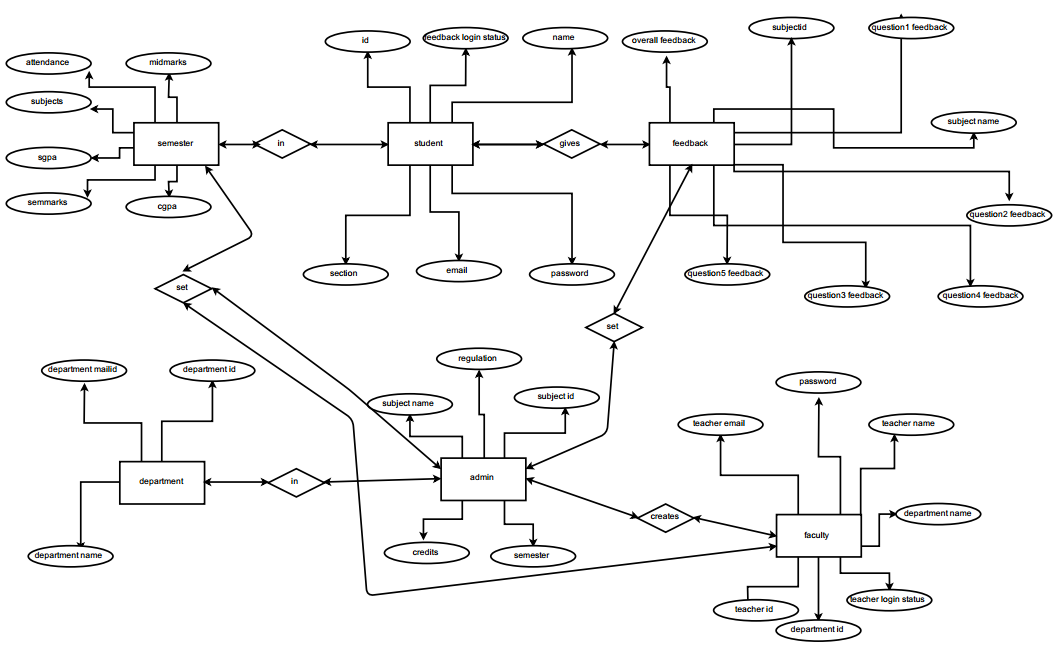 subjectid
question1 feedback
id
feedback login status
name
overall feedback
attendance
midmarks
subjects
subject name
semester
in
student
gives
feedback
sgpa
semmarks
cgpa
question2 feedback
section
email
password
question5 feedback
set
question3 feedback
question4 feedback
set
regulation
department mailid
department id
password
subject name
subject id
teacher email
teacher name
department
in
admin
creates
department name
faculty
department name
credits
semester
teacher login status
teacher id
department id